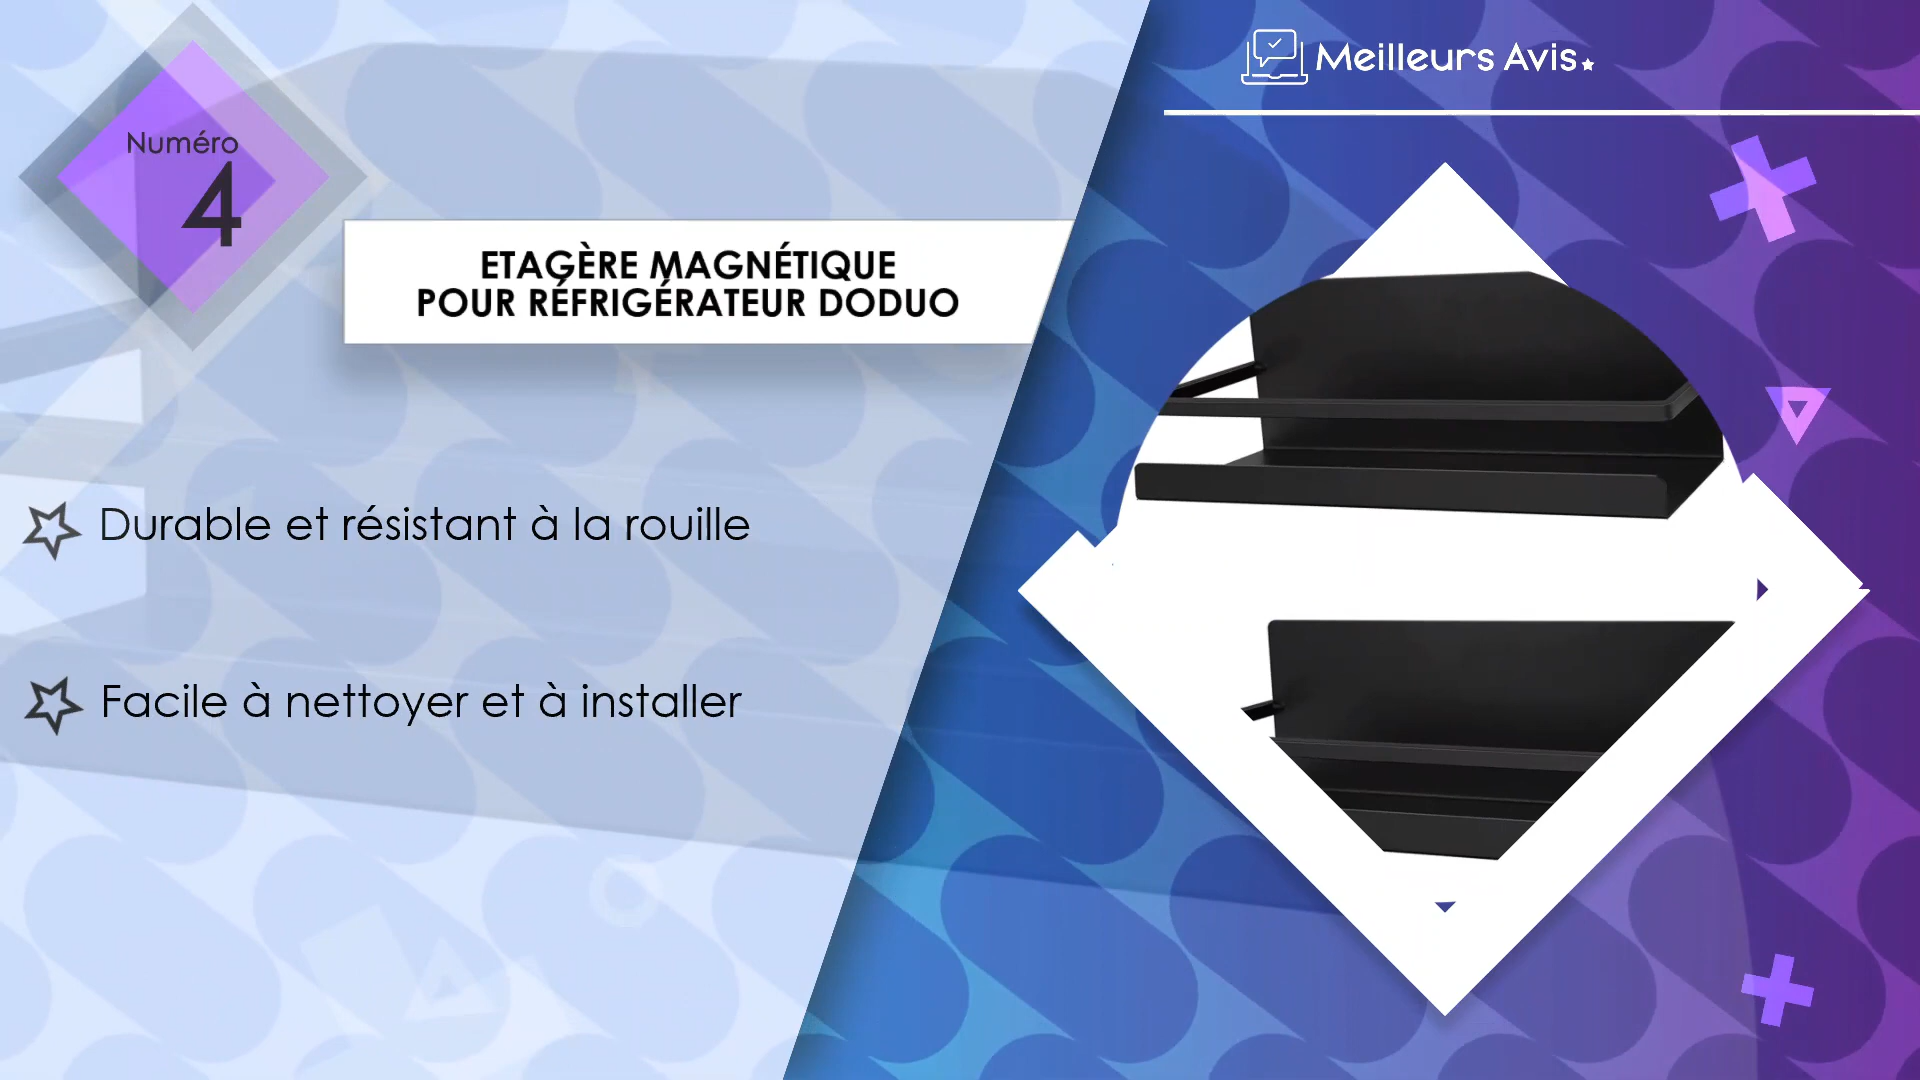 Meilleurs Avis
Numéro
4
ETAGÈRE MAGNÉTIQUE
POUR RÉFRIGÉRATEUR DODUO
Durable et résistant à la rouille
Facile à nettoyer et à installer